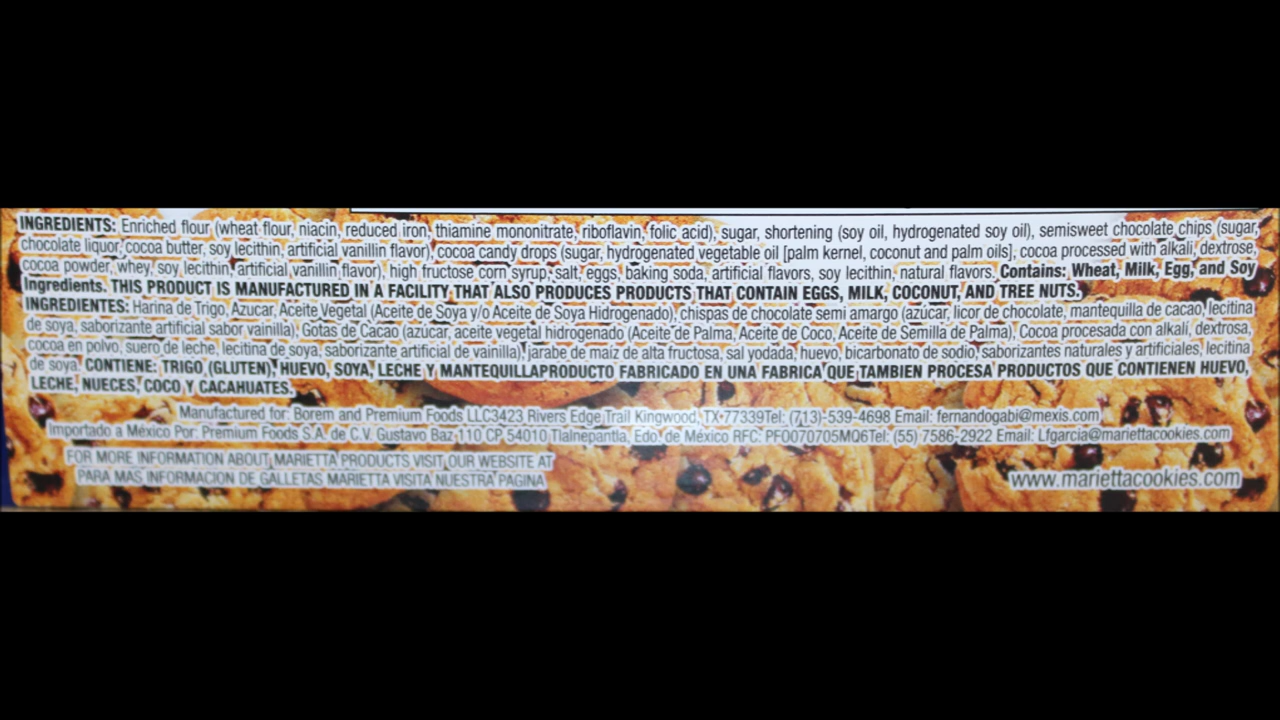 INGREDIENTS: Enriched flour (wheat flour, niacin, reduced iron, thiamine mononitrate, riboflavin, folic acid), sugar, shortening (soy oil, hydrogenated soy oil), semisweet chocolate chips (sugar,
chocolate liquor, cocoa butter, soy lecithin, artificial vanillin flavor), cocoa candy drops (sugar, hydrogenated vegetable oil [palm kernel, coconut and palm oils], cocoa processed with alkali, dextrose,
cocoa powder, whey, soy lecithin, artificial vanillin flavor), high fructose corn syrup, salt, eggs, baking soda, artificial flavors, soy lecithin, natural flavors. Contains: Wheat, Milk, Egg, and Soy
Ingredients. THIS PRODUCT IS MANUFACTURED IN A FACILITY THAT ALSO PRODUCES PRODUCTS THAT CONTAIN EGGS, MILK, COCONUT, AND TREE NUTS.
INGREDIENTES: Harina de Trigo, Azucar, Aceite Vegetal (Aceite de Soya y/o Aceite de Soya Hidrogenado), chispas de chocolate semi amargo (azúcar, licor de chocolate, mantequilla de cacao, lecitina
de soya, saborizante artificial sabor vainilla), Gotas de Cacao (azucar, aceite vegetal hidrogenado (Aceite de Palma, Aceite de Coco, Aceite de Semilla de Palma), Cocoa procesada con alkali, dextrosa,
cocoa en polvo, suero de leche, lecitina de soya, saborizante artificial de vainilla), jarabe de maiz de alta fructosa, sal yodada, huevo, bicarbonato de sodio, saborizantes naturales y artificiales, lecitina
de soya. CONTIENE: TRIGO (GLUTEN), HUEVO, SOYA, LECHE Y MANTEQUILLAPRODUCTO FABRICADO EN UNA FABRICA QUE TAMBIEN PROCESA PRODUCTOS QUE CONTIENEN HUEVO,
LECHE, NUECES, COCO Y CACAHUATES.
Manufactured for: Borem and Premium Foods LLC3423 Rivers Edge Trail Kingwood, TX•77339Tel: (713)-539-4698 Email: fernandogabi@mexis.com
Importado a México Por: Premium Foods S.A. de C.V. Gustavo Baz 110 CP 54010 Tlalnepantla, Edo. de México RFC: PFO070705MQ6Tel: (55) 7586-2922 Email: Lfgarcia@mariettacookies.com
FOR MORE INFORMATION ABOUT MARIETTA PRODUCTS VISIT OUR WEBSITE AT
PARA MAS INFORMACION DE GALLETAS MARIETTA VISITA NUESTRA PAGINA
www.mariettacookies.com